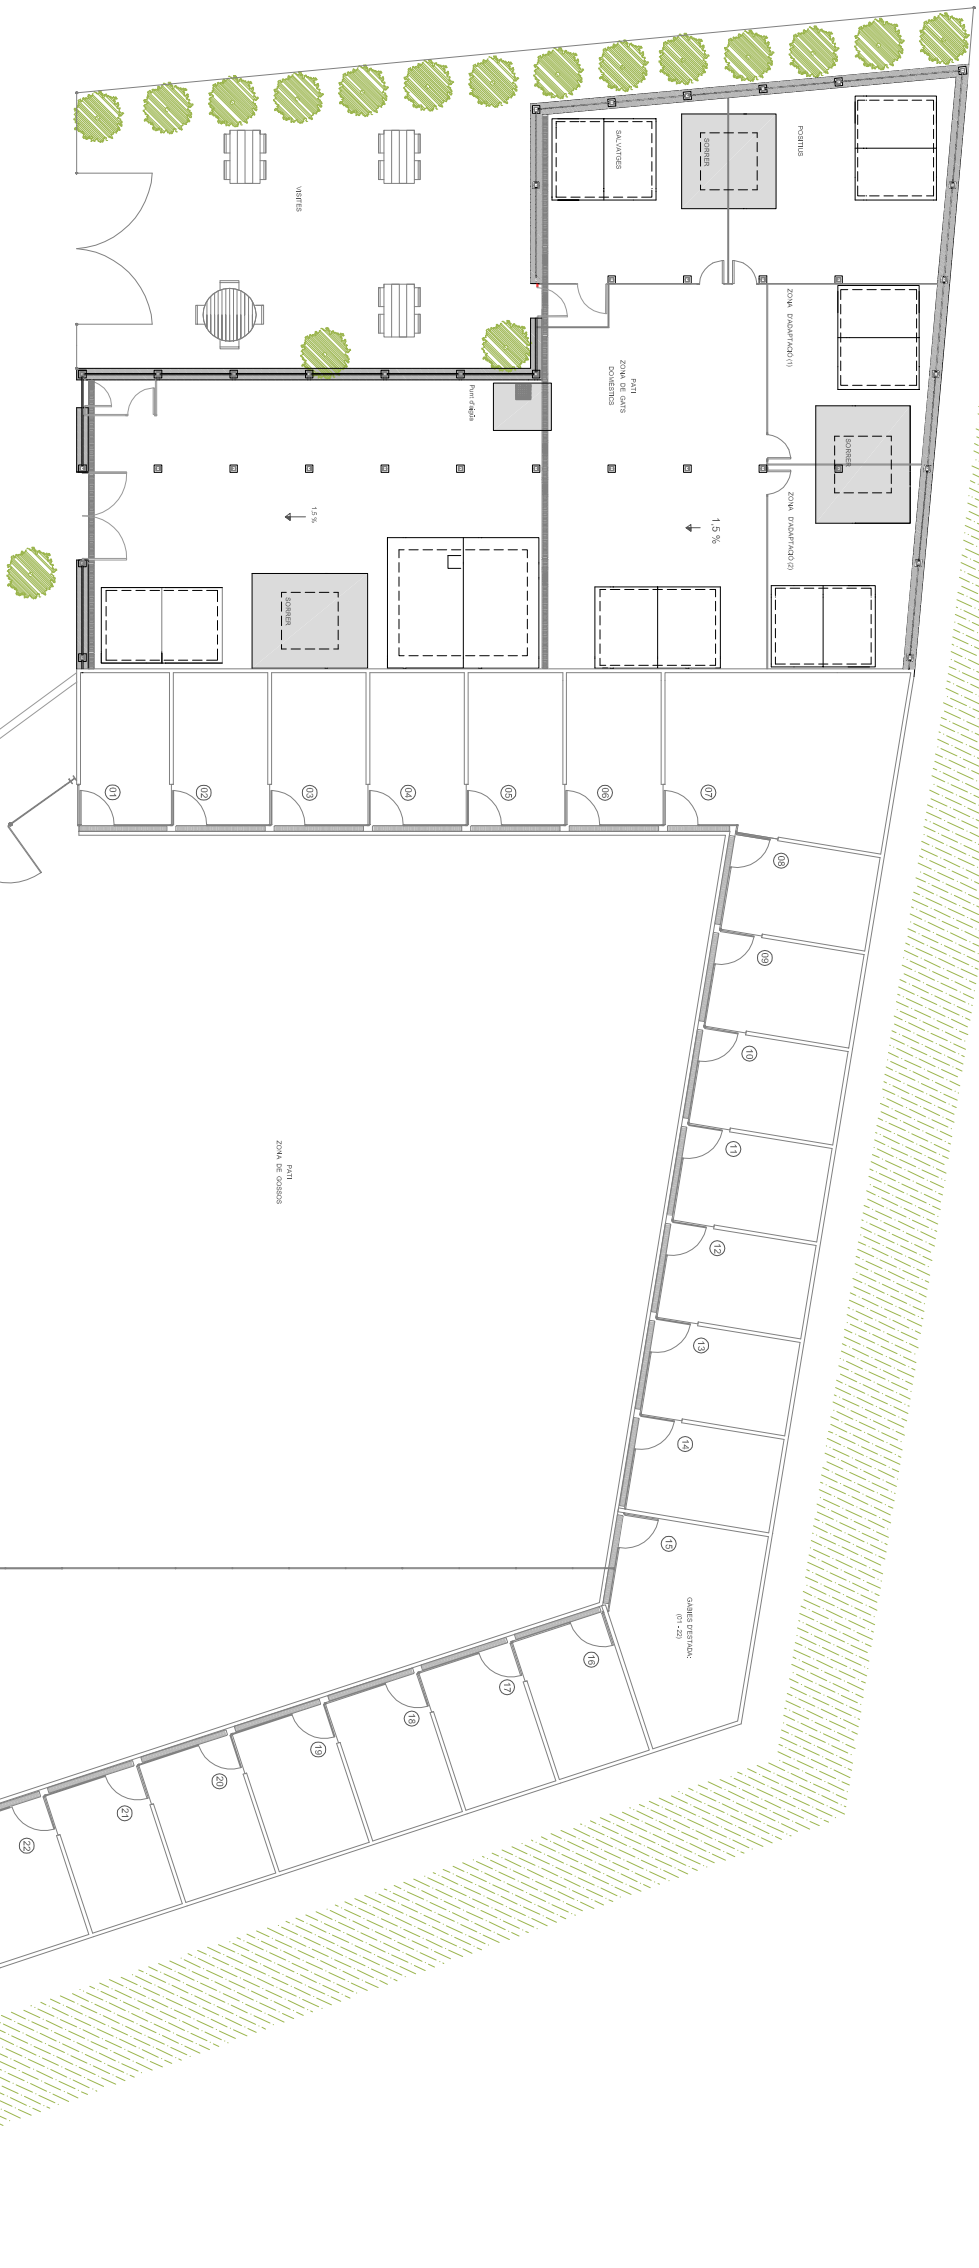 VISITES
SALVATGES
SORRER
POSITIUS
ZONA D'ADAPTACIÓ (1)
PATI
ZONA DE GATS
DOMÈSTICS
Punt d'aigüa
SORRER
ZONA D'ADAPTACIÓ (2)
1,5 %
1,5 %
SORRER
01
02
03
04
05
06
07
08
09
10
11
12
13
14
15
PATI
ZONA DE GOSSOS
GÀBIES D'ESTADA:
(01 - 22)
16
17
18
19
20
21
22